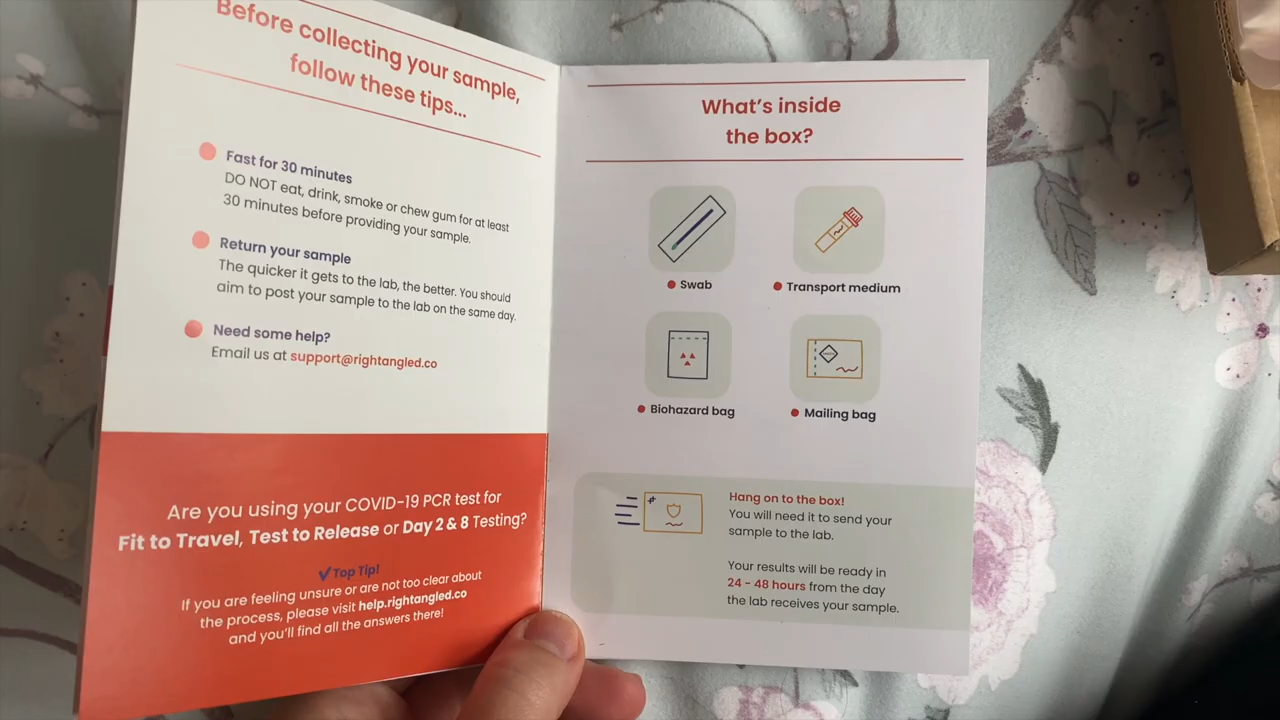 Before collecting your sample,
follow these tips...
Fast for 30 minutes
DO NOT eat, drink, smoke or chew gum for at least
30 minutes before providing your sample.
Return your sample
The quicker it gets to the lab, the better. You should
aim to post your sample to the lab on the same day.
Need some help?
Email us at support@rightangled.co
Are you using your COVID-19 PCR test for
Fit to Travel, Test to Release or Day 2 & 8 Testing?
Top Tip!
If you are feeling unsure or are not too clear about
the process, please visit help.rightangled.co
and you'll find all the answers there!
What's inside
the box?
Swab
Transport medium
Biohazard bag
Mailing bag
Hang on to the box!
You will need it to send your
sample to the lab.
Your results will be ready in
24 - 48 hours from the day
the lab receives your sample.